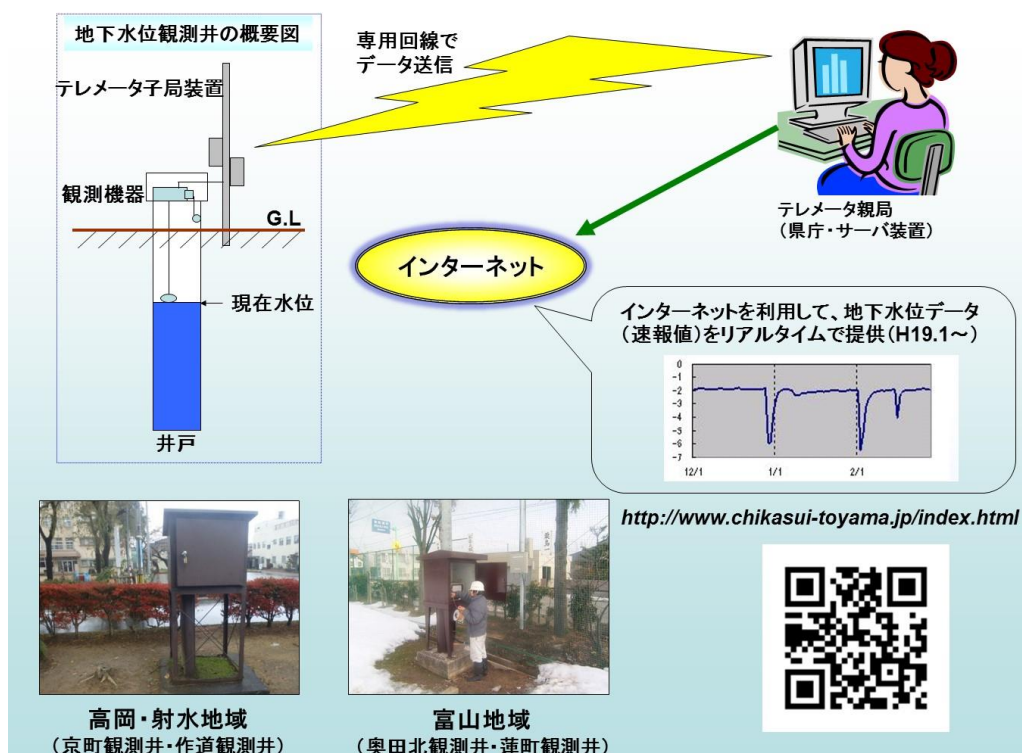 地下水位観測井の概要図
テレメータ子局装置
観測機器
G.L
現在水位
井戸
専用回線で
データ送信
テレメータ親局
（県庁・サーバ装置）
インターネット
インターネットを利用して、地下水位データ
（速報値）をリアルタイムで提供（H19.1～）
0
-1
-2
-3
-4
-5
-6
-7
12/1 1/1 2/1
http://www.chikasui-toyama.jp/index.html
高岡・射水地域
（京町観測井・作道観測井）
富山地域
（奥田北観測井・蓮町観測井）